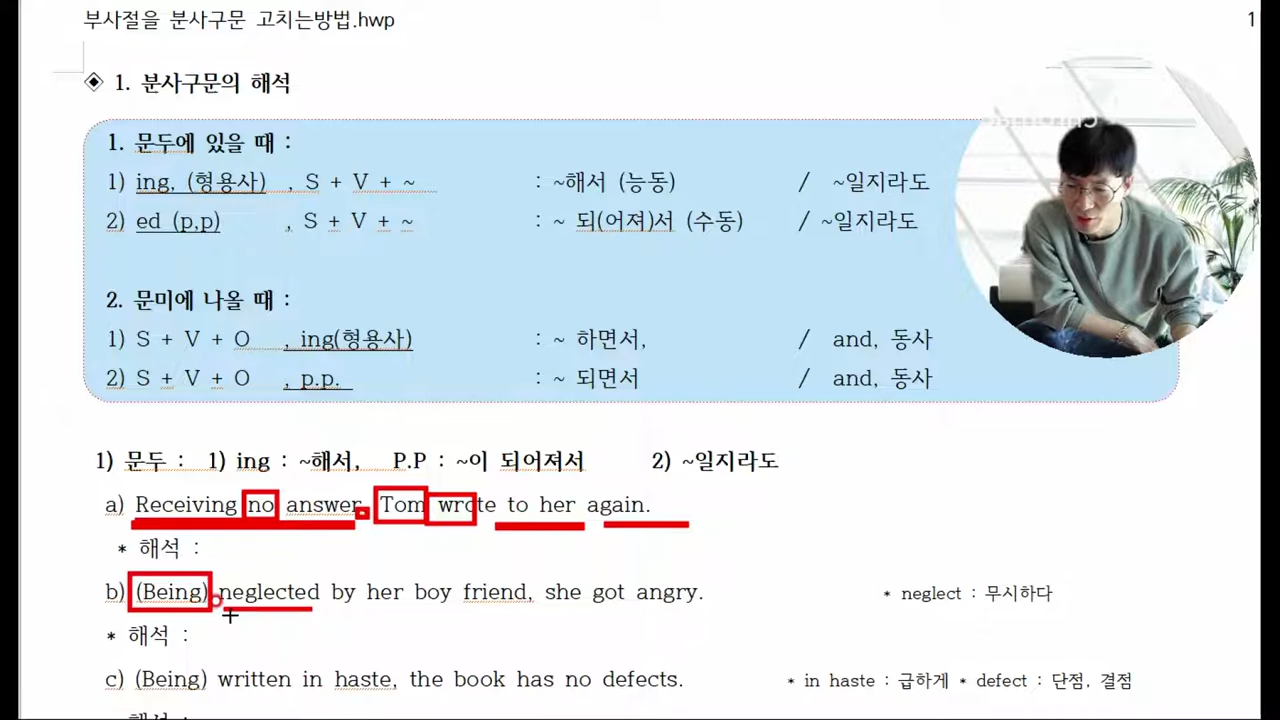 부사절을 분사구문 고치는방법.hwp 1
◈ 1. 분사구문의 해석
1. 문두에 있을 때 :
1) ing, (형용사) , S + V + ~ : ~해서 (능동) / ~일지라도
2) ed (p,p) , S + V + ~ : ~ 되(어져)서 (수동) / ~일지라도
2. 문미에 나올 때 :
1) S + V + O , ing(형용사) : ~ 하면서, / and, 동사
2) S + V + O , p.p. : ~ 되면서 / and, 동사
1) 문두 : 1) ing : ~해서, P.P : ~이 되어져서 2) ~일지라도
a) Receiving no answer, Tom wrote to her again.
* 해석 :
b) (Being) neglected by her boy friend, she got angry. * neglect : 무시하다
* 해석 :
c) (Being) written in haste, the book has no defects. * in haste : 급하게 * defect : 단점, 결점